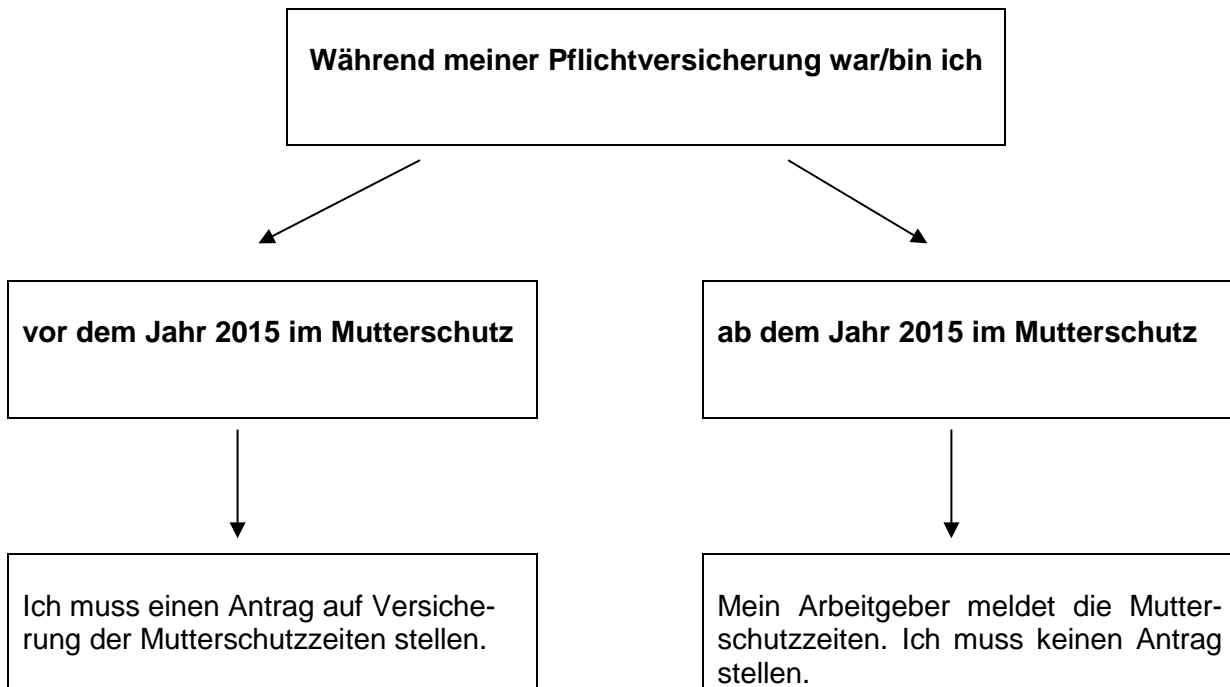 Während meiner Pflichtversicherung war/bin ich
vor dem Jahr 2015 im Mutterschutz
ab dem Jahr 2015 im Mutterschutz
Ich muss einen Antrag auf Versiche-
rung der Mutterschutzzeiten stellen.
Mein Arbeitgeber meldet die Mutter-
schutzzeiten. Ich muss keinen Antrag
stellen.